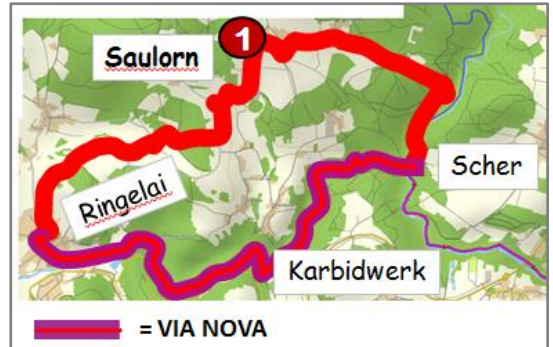 Saulorn 1
Ringelai
Scher
Karbidwerk
= VIA NOVA